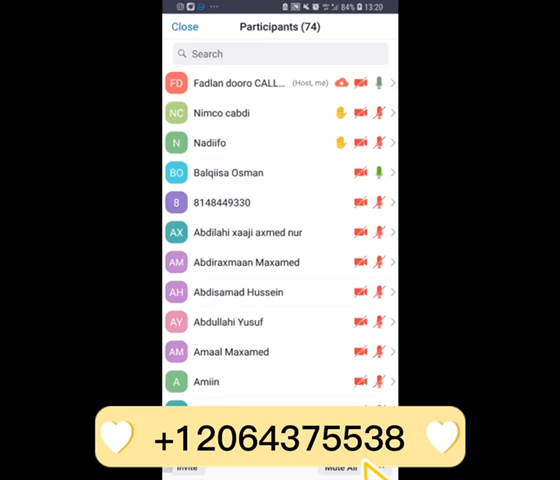 84% 13:20
Close Participants (74)
Search
FD Fadlan dooro CALL... (Host, me)
NC Nimco cabdi
N Nadiifo
BO Balqiisa Osman
8 8148449330
AX Abdilahi xaaji axmed nur
AM Abdiraxmaan Maxamed
AH Abdisamad Hussein
AY Abdullahi Yusuf
AM Amaal Maxamed
A Amiin
+12064375538
Invite Mute All